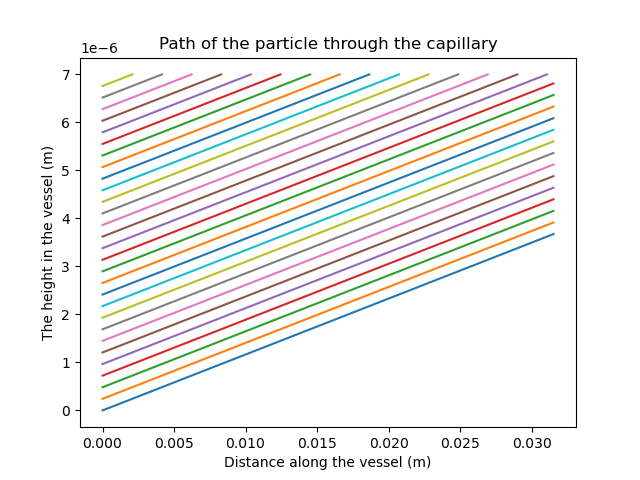 Path of the particle through the capillary
1e−6
7
6
5
4
3
2
1
0
The height in the vessel (m)
0.000 0.005 0.010 0.015 0.020 0.025 0.030
Distance along the vessel (m)